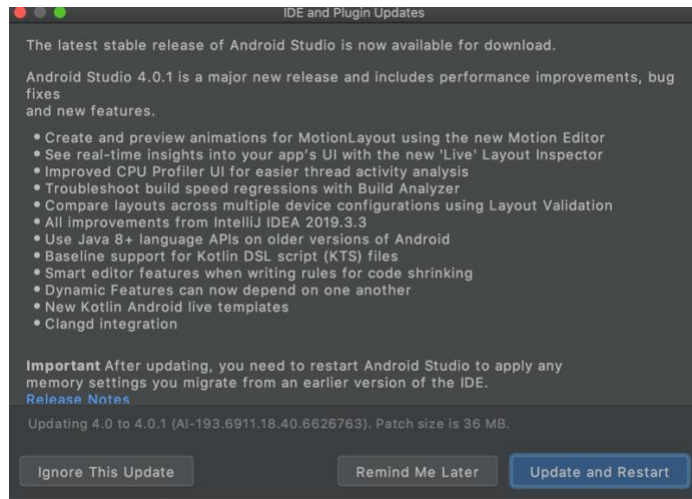 IDE and Plugin Updates
The latest stable release of Android Studio is now available for download.
Android Studio 4.0.1 is a major new release and includes performance improvements, bug
fixes
and new features.
• Create and preview animations for MotionLayout using the new Motion Editor
• See real-time insights into your app's UI with the new 'Live' Layout Inspector
• Improved CPU Profiler UI for easier thread activity analysis
• Troubleshoot build speed regressions with Build Analyzer
• Compare layouts across multiple device configurations using Layout Validation
• All improvements from IntelliJ IDEA 2019.3.3
• Use Java 8+ language APIs on older versions of Android
• Baseline support for Kotlin DSL script (KTS) files
• Smart editor features when writing rules for code shrinking
• Dynamic Features can now depend on one another
• New Kotlin Android live templates
• Clangd integration
Important After updating, you need to restart Android Studio to apply any
memory settings you migrate from an earlier version of the IDE.
Release Notes
Updating 4.0 to 4.0.1 (AI-193.6911.18.40.6626763). Patch size is 36 MB.
Ignore This Update Remind Me Later Update and Restart